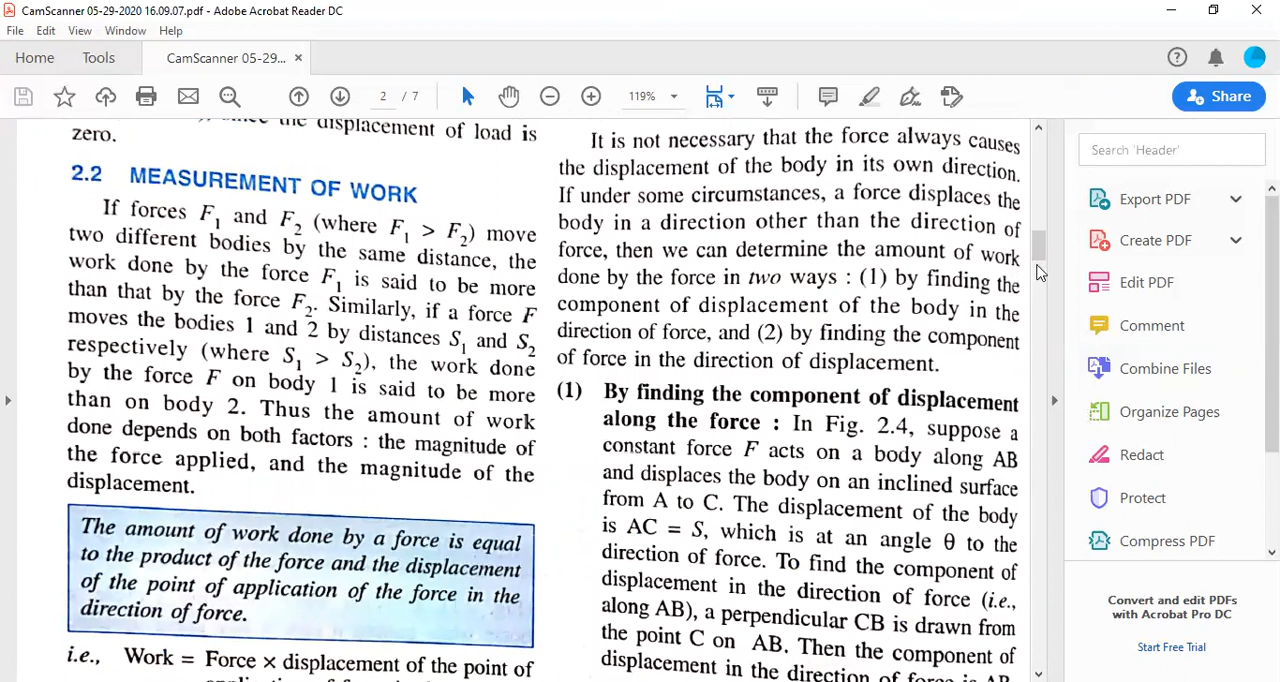 CamScanner 05-29-2020 16.09.07.pdf - Adobe Acrobat Reader DC
File Edit View Window Help
Home Tools CamScanner 05-29... ×
2 / 7 119% Share
the displacement of load is
zero.
2.2 MEASUREMENT OF WORK
If forces F₁ and F₂ (where F₁ > F₂) move
two different bodies by the same distance, the
work done by the force F₁ is said to be more
than that by the force F₂. Similarly, if a force F
moves the bodies 1 and 2 by distances S₁ and S₂
respectively (where S₁ > S₂), the work done
by the force F on body 1 is said to be more
than on body 2. Thus the amount of work
done depends on both factors : the magnitude of
the force applied, and the magnitude of the
displacement.
The amount of work done by a force is equal
to the product of the force and the displacement
of the point of application of the force in the
direction of force.
i.e., Work = Force × displacement of the point of
It is not necessary that the force always causes
the displacement of the body in its own direction.
If under some circumstances, a force displaces the
body in a direction other than the direction of
force, then we can determine the amount of work
done by the force in two ways : (1) by finding the
component of displacement of the body in the
direction of force, and (2) by finding the component
of force in the direction of displacement.
(1) By finding the component of displacement
along the force : In Fig. 2.4, suppose a
constant force F acts on a body along AB
and displaces the body on an inclined surface
from A to C. The displacement of the body
is AC = S, which is at an angle θ to the
direction of force. To find the component of
displacement in the direction of force (i.e.,
along AB), a perpendicular CB is drawn from
the point C on AB. Then the component of
displacement in the direction of force is AB
Search 'Header'
Export PDF
Create PDF
Edit PDF
Comment
Combine Files
Organize Pages
Redact
Protect
Compress PDF
Convert and edit PDFs
with Acrobat Pro DC
Start Free Trial